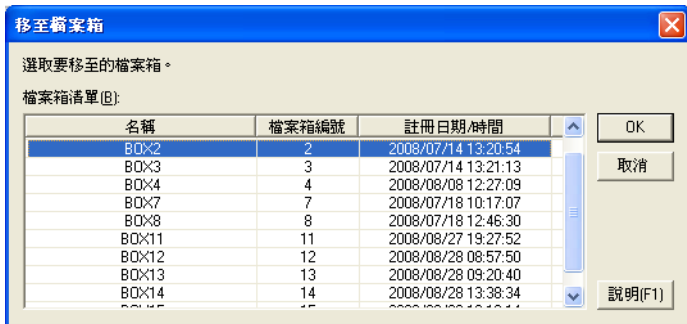 移至檔案箱
選取要移至的檔案箱。
檔案箱清單(B):
名稱 檔案箱編號 註冊日期/時間
BOX2 2 2008/07/14 13:20:54
BOX3 3 2008/07/14 13:21:13
BOX4 4 2008/08/08 12:27:09
BOX7 7 2008/07/18 10:17:07
BOX8 8 2008/07/18 12:46:30
BOX11 11 2008/08/27 19:27:52
BOX12 12 2008/08/28 08:57:50
BOX13 13 2008/08/28 09:20:40
BOX14 14 2008/08/28 13:38:34
OK
取消
說明(F1)